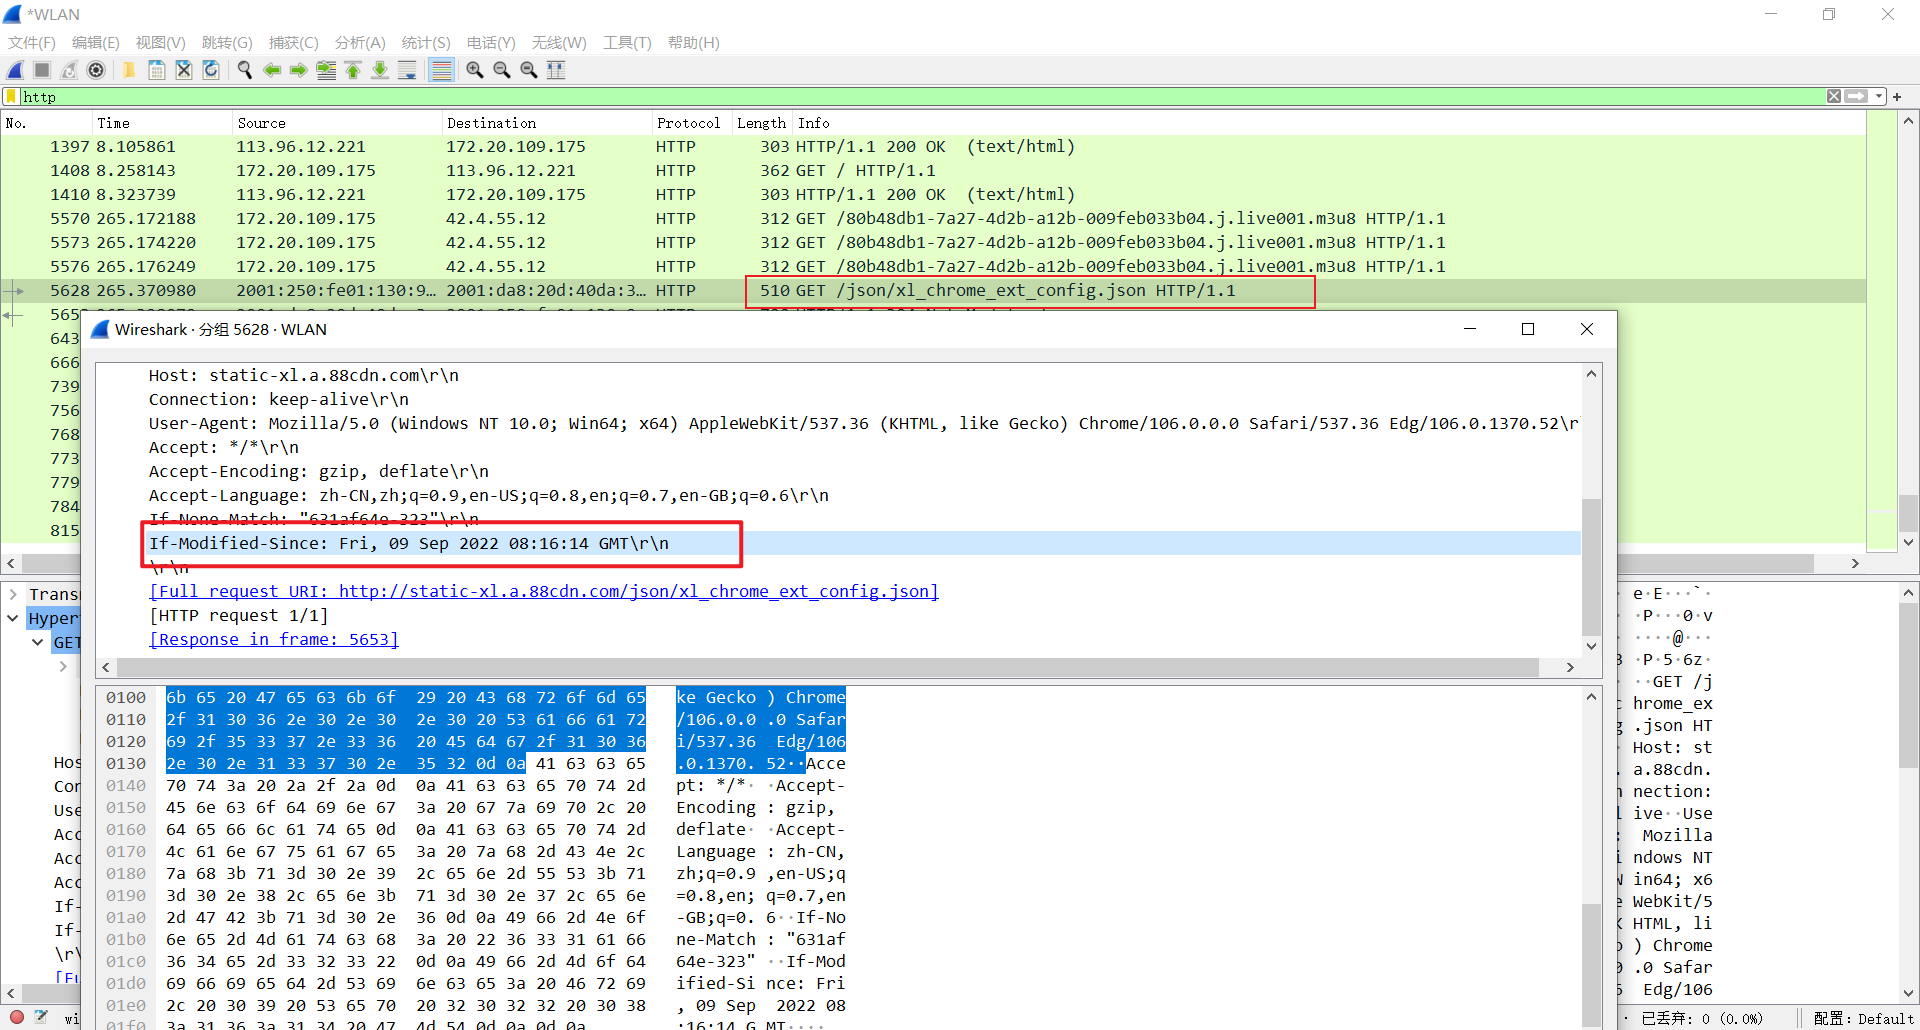 *WLAN
文件(F) 编辑(E) 视图(V) 跳转(G) 捕获(C) 分析(A) 统计(S) 电话(Y) 无线(W) 工具(T) 帮助(H)
http
No. Time Source Destination Protocol Length Info
1397 8.105861 113.96.12.221 172.20.109.175 HTTP 303 HTTP/1.1 200 OK (text/html)
1408 8.258143 172.20.109.175 113.96.12.221 HTTP 362 GET / HTTP/1.1
1410 8.323739 113.96.12.221 172.20.109.175 HTTP 303 HTTP/1.1 200 OK (text/html)
5570 265.172188 172.20.109.175 42.4.55.12 HTTP 312 GET /80b48db1-7a27-4d2b-a12b-009feb033b04.j.live001.m3u8 HTTP/1.1
5573 265.174220 172.20.109.175 42.4.55.12 HTTP 312 GET /80b48db1-7a27-4d2b-a12b-009feb033b04.j.live001.m3u8 HTTP/1.1
5576 265.176249 172.20.109.175 42.4.55.12 HTTP 312 GET /80b48db1-7a27-4d2b-a12b-009feb033b04.j.live001.m3u8 HTTP/1.1
5628 265.370980 2001:250:fe01:130:9… 2001:da8:20d:40da:3… HTTP 510 GET /json/xl_chrome_ext_config.json HTTP/1.1
565
643
666
739
756
768
773
779
784
815
Wireshark · 分组 5628 · WLAN
Host: static-xl.a.88cdn.com\r\n
Connection: keep-alive\r\n
User-Agent: Mozilla/5.0 (Windows NT 10.0; Win64; x64) AppleWebKit/537.36 (KHTML, like Gecko) Chrome/106.0.0.0 Safari/537.36 Edg/106.0.1370.52\r
Accept: */*\r\n
Accept-Encoding: gzip, deflate\r\n
Accept-Language: zh-CN,zh;q=0.9,en-US;q=0.8,en;q=0.7,en-GB;q=0.6\r\n
If-None-Match: "631af64e-323"\r\n
If-Modified-Since: Fri, 09 Sep 2022 08:16:14 GMT\r\n
\r\n
[Full request URI: http://static-xl.a.88cdn.com/json/xl_chrome_ext_config.json]
[HTTP request 1/1]
[Response in frame: 5653]
0100 6b 65 20 47 65 63 6b 6f 29 20 43 68 72 6f 6d 65 ke Gecko ) Chrome
0110 2f 31 30 36 2e 30 2e 30 2e 30 20 53 61 66 61 72 /106.0.0 .0 Safar
0120 69 2f 35 33 37 2e 33 36 20 45 64 67 2f 31 30 36 i/537.36 Edg/106
0130 2e 30 2e 31 33 37 30 2e 35 32 0d 0a 41 63 63 65 .0.1370. 52··Acce
0140 70 74 3a 20 2a 2f 2a 0d 0a 41 63 63 65 70 74 2d pt: */*· ·Accept-
0150 45 6e 63 6f 64 69 6e 67 3a 20 67 7a 69 70 2c 20 Encoding : gzip,
0160 64 65 66 6c 61 74 65 0d 0a 41 63 63 65 70 74 2d deflate· ·Accept-
0170 4c 61 6e 67 75 61 67 65 3a 20 7a 68 2d 43 4e 2c Language : zh-CN,
0180 7a 68 3b 71 3d 30 2e 39 2c 65 6e 2d 55 53 3b 71 zh;q=0.9 ,en-US;q
0190 3d 30 2e 38 2c 65 6e 3b 71 3d 30 2e 37 2c 65 6e =0.8,en; q=0.7,en
01a0 2d 47 42 3b 71 3d 30 2e 36 0d 0a 49 66 2d 4e 6f -GB;q=0. 6··If-No
01b0 6e 65 2d 4d 61 74 63 68 3a 20 22 36 33 31 61 66 ne-Match : "631af
01c0 36 34 65 2d 33 32 33 22 0d 0a 49 66 2d 4d 6f 64 64e-323" ··If-Mod
01d0 69 66 69 65 64 2d 53 69 6e 63 65 3a 20 46 72 69 ified-Si nce: Fri
01e0 2c 20 30 39 20 53 65 70 20 32 30 32 32 20 30 38 , 09 Sep 2022 08
01f0 3a 31 36 3a 31 34 20 47 4d 54 0d 0a 0d 0a :16:14 G MT····
Trans
Hyper
GET
Hos
Con
Use
Acc
Acc
Acc
If-
If-
\r\
[Fu
e·E···`·
·P···0·v
····@···
·P·5·6z·
··GET /j
hrome_ex
.json HT
Host: st
a.88cdn.
nection:
ive··Use
Mozilla
indows NT
in64; x6
WebKit/5
HTML, li
) Chrome
.0 Safar
Edg/106
wi
已丢弃: 0 (0.0%)
配置: Default